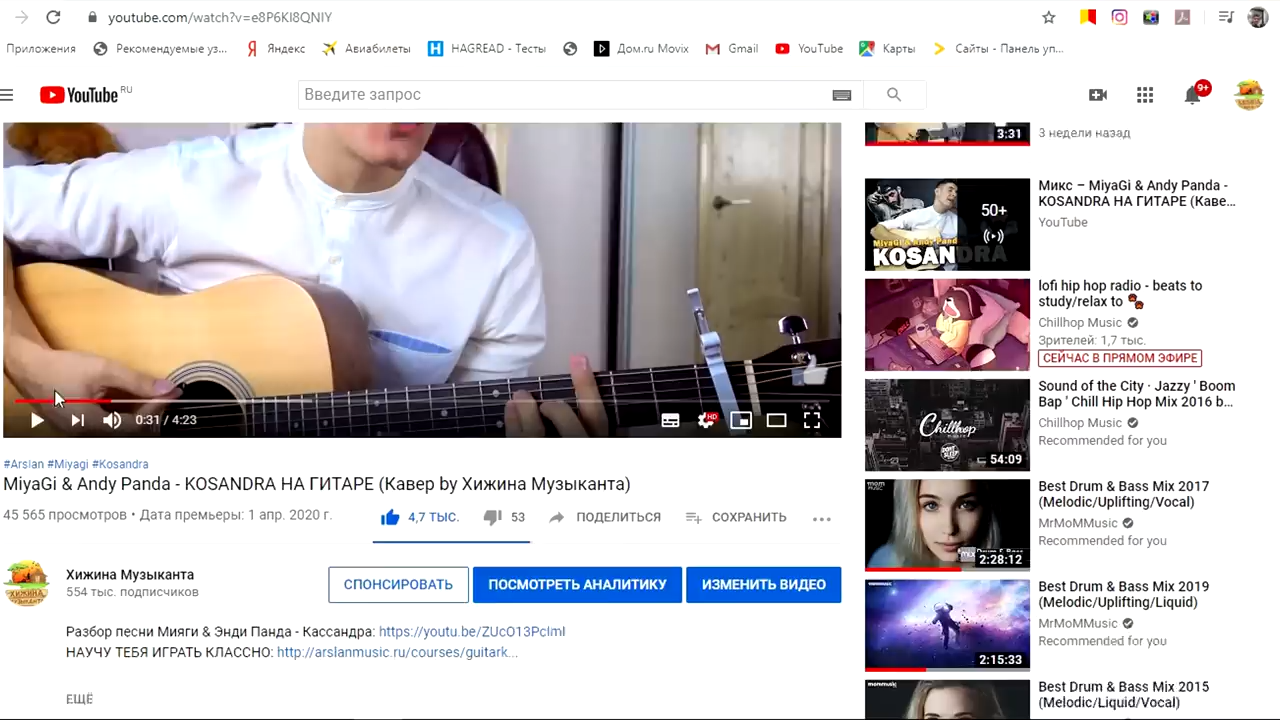 youtube.com/watch?v=e8P6Kl8QNlY
Приложения
Рекомендуемые уз...
Яндекс
Авиабилеты
HAGREAD - Тесты
Дом.ru Movix
Gmail
YouTube
Карты
Сайты - Панель уп...
YouTube RU
Введите запрос
9+
0:31 / 4:23
HD
#Arslan #Miyagi #Kosandra
MiyaGi & Andy Panda - KOSANDRA НА ГИТАРЕ (Кавер by Хижина Музыканта)
45 565 просмотров • Дата премьеры: 1 апр. 2020 г.
4,7 ТЫС.
53
ПОДЕЛИТЬСЯ
СОХРАНИТЬ
Хижина Музыканта
554 тыс. подписчиков
СПОНСИРОВАТЬ
ПОСМОТРЕТЬ АНАЛИТИКУ
ИЗМЕНИТЬ ВИДЕО
Разбор песни Мияги & Энди Панда - Кассандра: https://youtu.be/ZUcO13PcImI
НАУЧУ ТЕБЯ ИГРАТЬ КЛАССНО: http://arslanmusic.ru/courses/guitark...
ЕЩЁ
3:31
3 недели назад
MiyaGi & Andy Pand
KOSANDRA
50+
Микс – MiyaGi & Andy Panda -
KOSANDRA НА ГИТАРЕ (Каве...
YouTube
lofi hip hop radio - beats to
study/relax to
Chillhop Music
Зрителей: 1,7 тыс.
СЕЙЧАС В ПРЯМОМ ЭФИРЕ
Chillhop
54:09
Sound of the City · Jazzy ' Boom
Bap ' Chill Hip Hop Mix 2016 b...
Chillhop Music
Recommended for you
2:28:12
Best Drum & Bass Mix 2017
(Melodic/Uplifting/Vocal)
MrMoMMusic
Recommended for you
2:15:33
Best Drum & Bass Mix 2019
(Melodic/Uplifting/Liquid)
MrMoMMusic
Recommended for you
Best Drum & Bass Mix 2015
(Melodic/Liquid/Vocal)